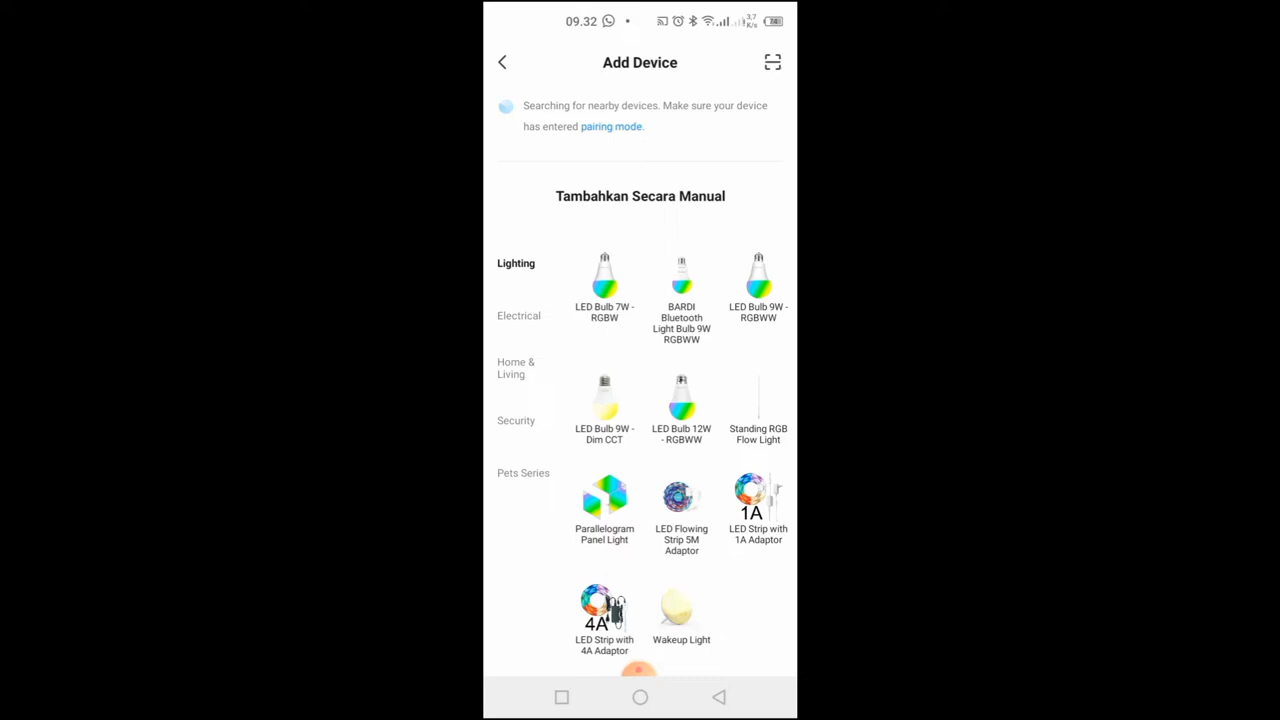 09.32
3,7
K/s
Add Device
Searching for nearby devices. Make sure your device
has entered pairing mode.
Tambahkan Secara Manual
Lighting
Electrical
Home &
Living
Security
Pets Series
LED Bulb 7W -
RGBW
BARDI
Bluetooth
Light Bulb 9W
RGBWW
LED Bulb 9W -
RGBWW
LED Bulb 9W -
Dim CCT
LED Bulb 12W
- RGBWW
Standing RGB
Flow Light
Parallelogram
Panel Light
LED Flowing
Strip 5M
Adaptor
1A
LED Strip with
1A Adaptor
4A
LED Strip with
4A Adaptor
Wakeup Light